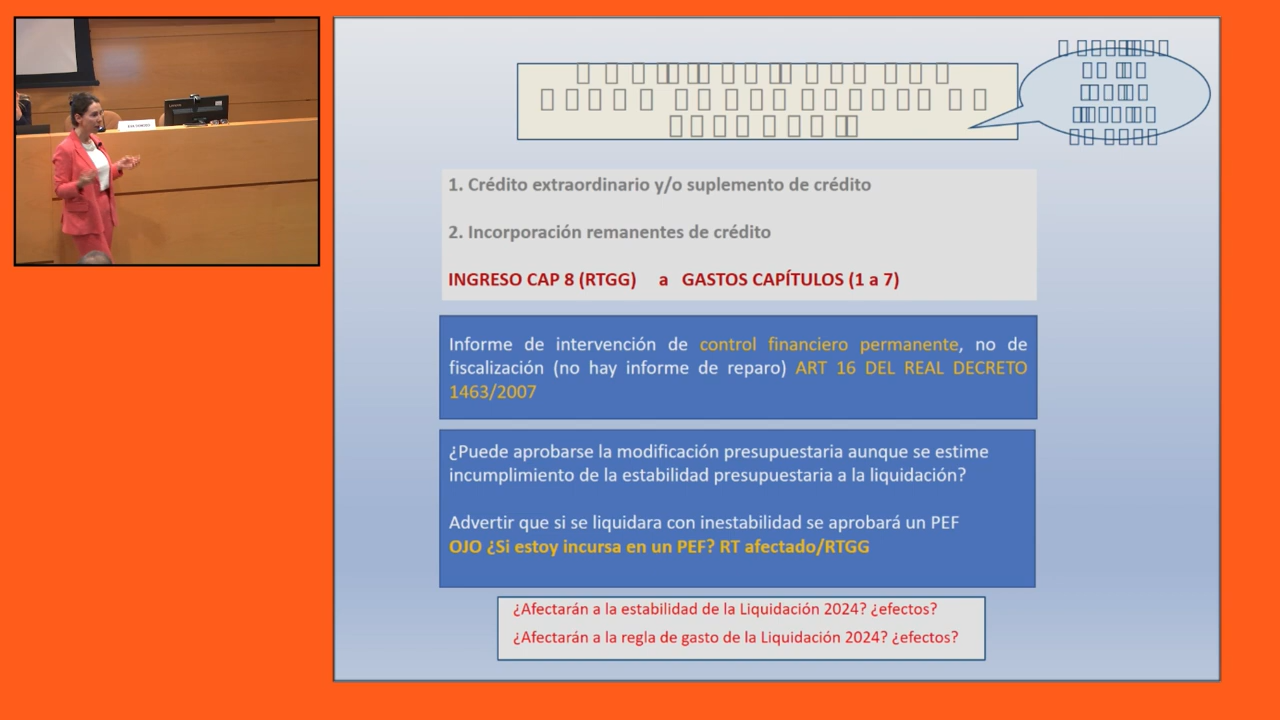 1. Crédito extraordinario y/o suplemento de crédito
2. Incorporación remanentes de crédito
INGRESO CAP 8 (RTGG) a GASTOS CAPÍTULOS (1 a 7)
Informe de intervención de control financiero permanente, no de
fiscalización (no hay informe de reparo) ART 16 DEL REAL DECRETO
1463/2007
¿Puede aprobarse la modificación presupuestaria aunque se estime
incumplimiento de la estabilidad presupuestaria a la liquidación?
Advertir que si se liquidara con inestabilidad se aprobará un PEF
OJO ¿Si estoy incursa en un PEF? RT afectado/RTGG
¿Afectarán a la estabilidad de la Liquidación 2024? ¿efectos?
¿Afectarán a la regla de gasto de la Liquidación 2024? ¿efectos?